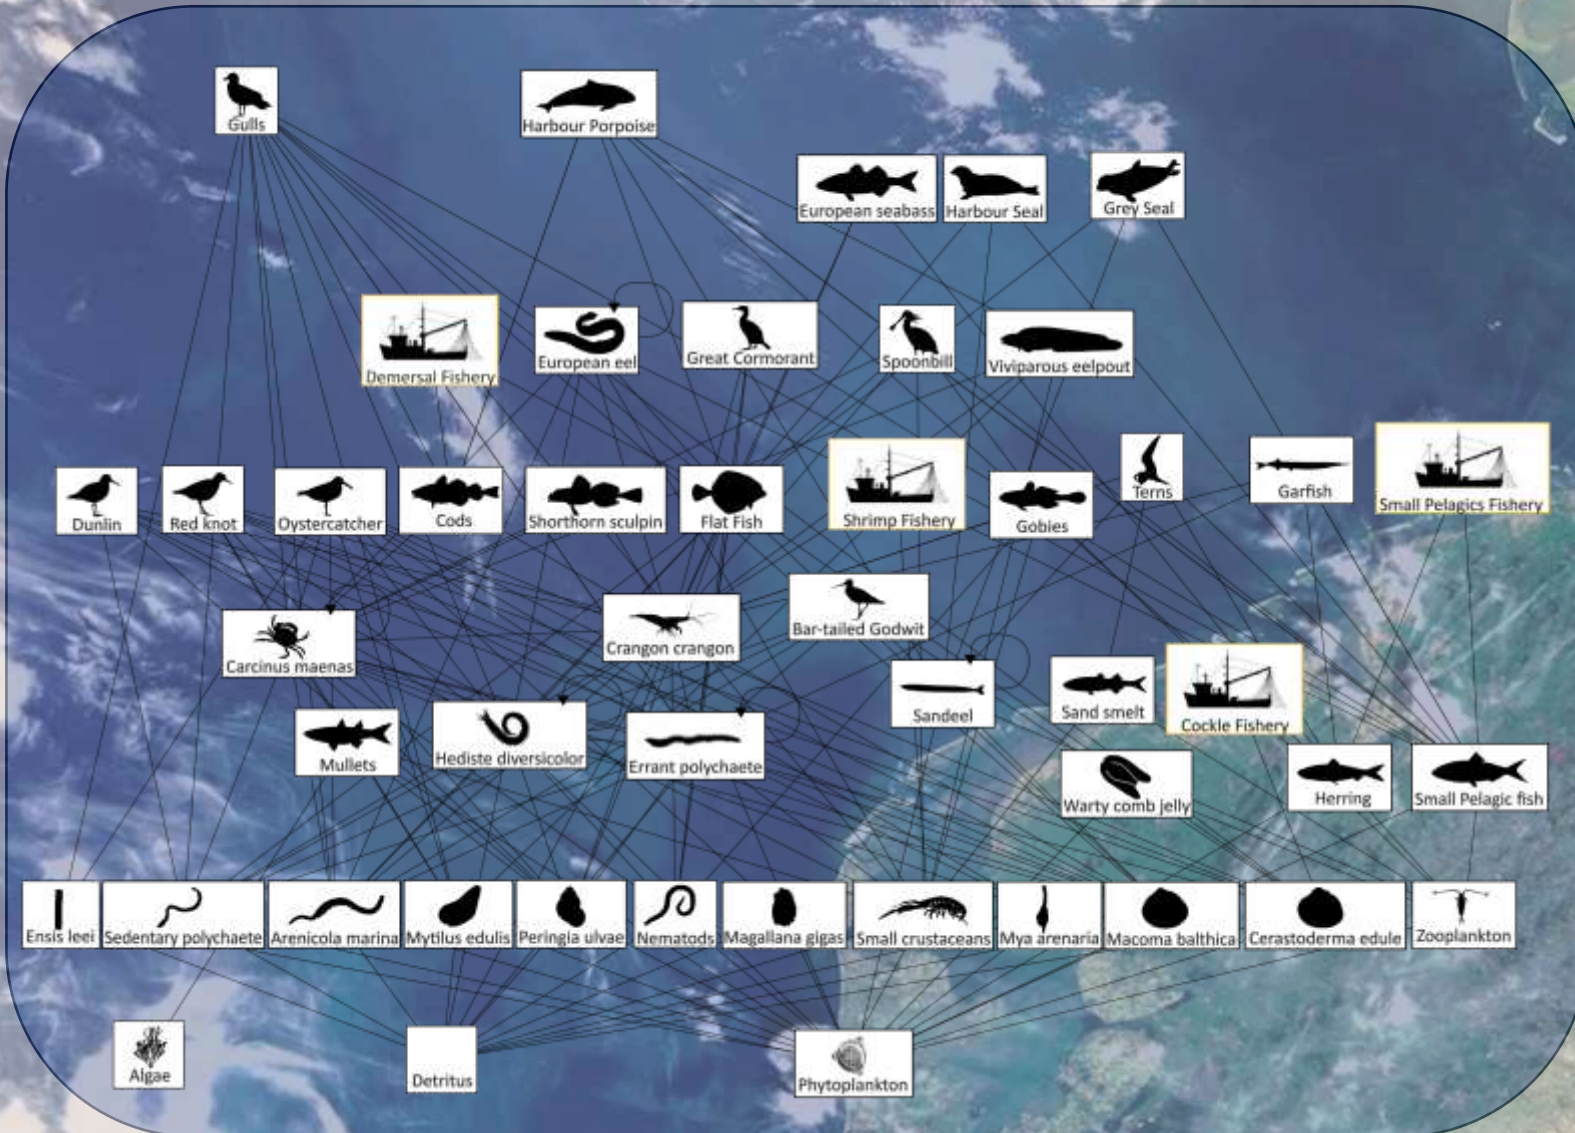 Gulls
Harbour Porpoise
European seabass
Harbour Seal
Grey Seal
Demersal Fishery
European eel
Great Cormorant
Spoonbill
Viviparous eelpout
Dunlin
Red knot
Oystercatcher
Cods
Shorthorn sculpin
Flat Fish
Shrimp Fishery
Gobies
Terns
Garfish
Small Pelagics Fishery
Carcinus maenas
Crangon crangon
Bar-tailed Godwit
Sandeel
Sand smelt
Cockle Fishery
Mullets
Hediste diversicolor
Errant polychaete
Warty comb jelly
Herring
Small Pelagic fish
Ensis leei
Sedentary polychaete
Arenicola marina
Mytilus edulis
Peringia ulvae
Nematods
Magallana gigas
Small crustaceans
Mya arenaria
Macoma balthica
Cerastoderma edule
Zooplankton
Algae
Detritus
Phytoplankton